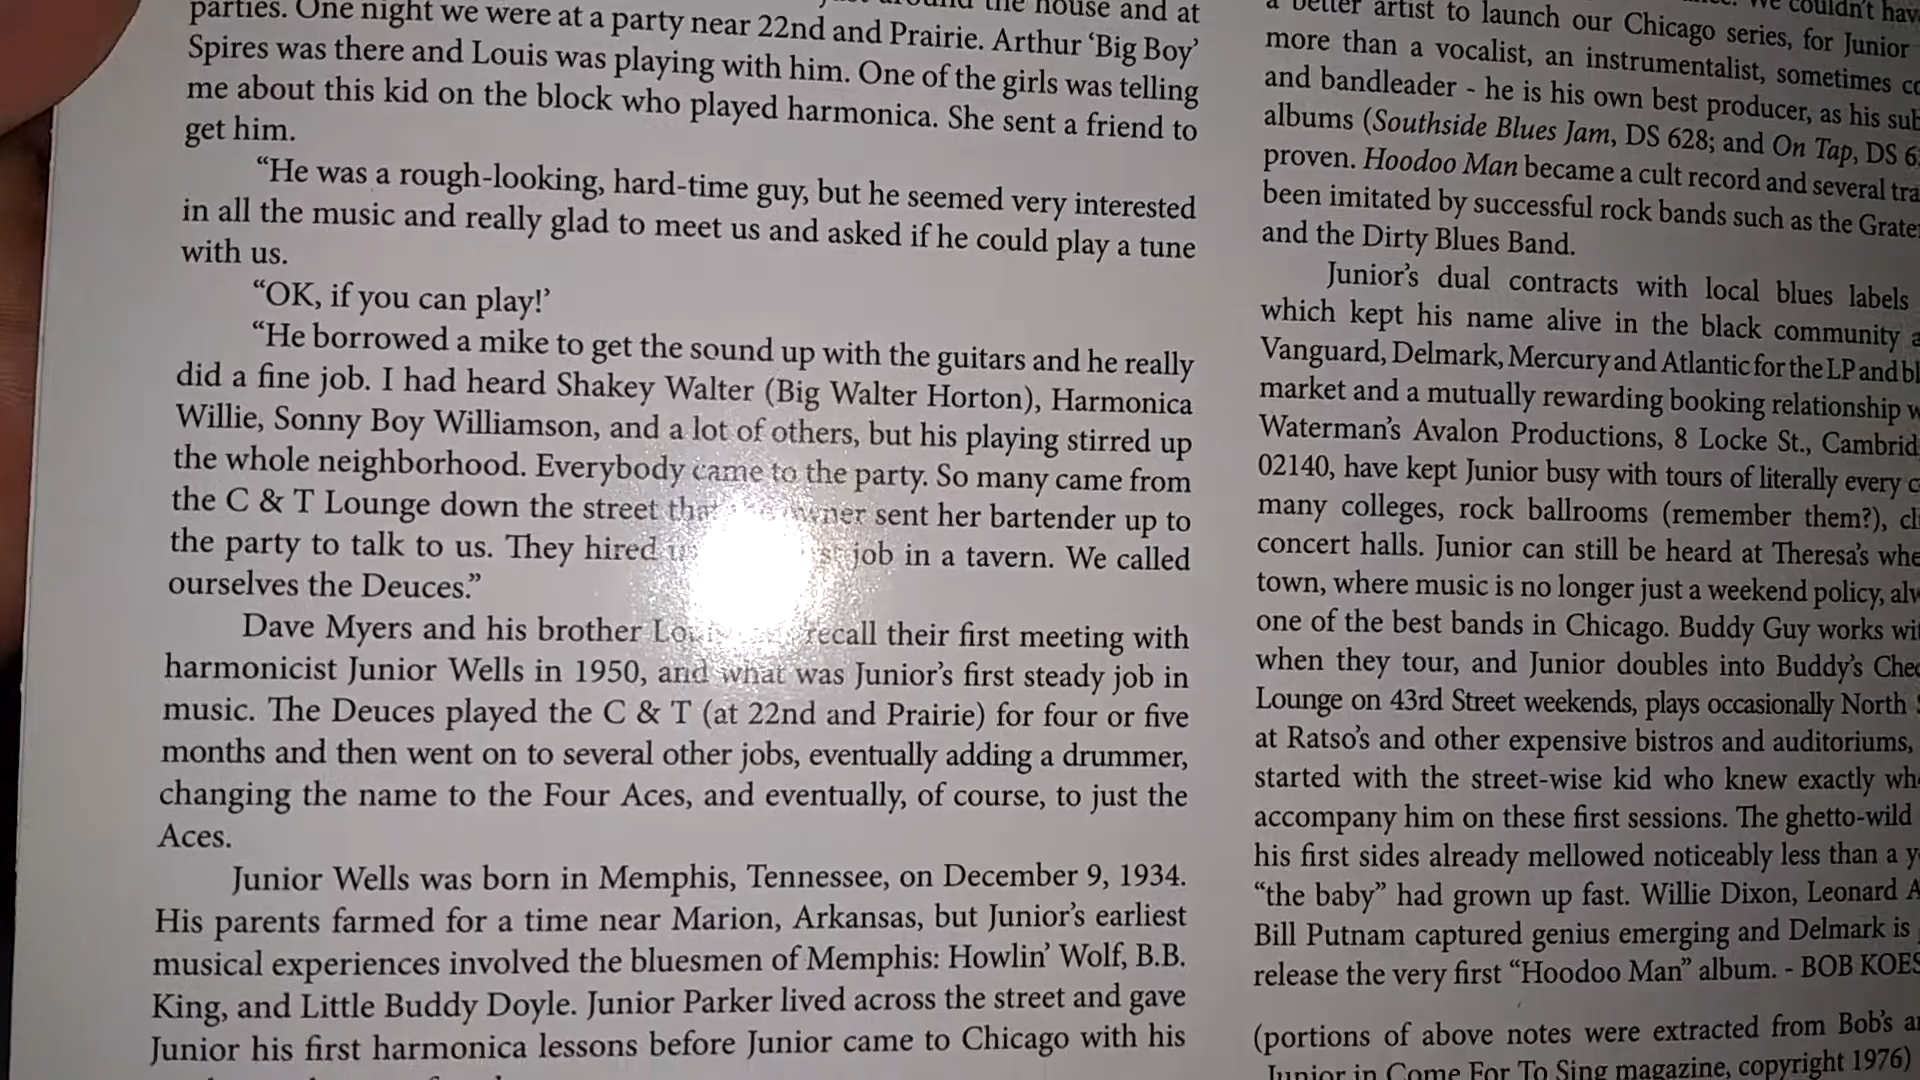 the house and at
parties. One night we were at a party near 22nd and Prairie. Arthur ‘Big Boy’
Spires was there and Louis was playing with him. One of the girls was telling
me about this kid on the block who played harmonica. She sent a friend to
get him.
“He was a rough-looking, hard-time guy, but he seemed very interested
in all the music and really glad to meet us and asked if he could play a tune
with us.
“OK, if you can play!’
“He borrowed a mike to get the sound up with the guitars and he really
did a fine job. I had heard Shakey Walter (Big Walter Horton), Harmonica
Willie, Sonny Boy Williamson, and a lot of others, but his playing stirred up
the whole neighborhood. Everybody came to the party. So many came from
the C & T Lounge down the street that owner sent her bartender up to
the party to talk to us. They hired job in a tavern. We called
ourselves the Deuces.”
Dave Myers and his brother recall their first meeting with
harmonicist Junior Wells in 1950, and what was Junior’s first steady job in
music. The Deuces played the C & T (at 22nd and Prairie) for four or five
months and then went on to several other jobs, eventually adding a drummer,
changing the name to the Four Aces, and eventually, of course, to just the
Aces.
Junior Wells was born in Memphis, Tennessee, on December 9, 1934.
His parents farmed for a time near Marion, Arkansas, but Junior’s earliest
musical experiences involved the bluesmen of Memphis: Howlin’ Wolf, B.B.
King, and Little Buddy Doyle. Junior Parker lived across the street and gave
Junior his first harmonica lessons before Junior came to Chicago with his
We couldn’t
a better artist to launch our Chicago series, for Junior
more than a vocalist, an instrumentalist, sometimes
and bandleader - he is his own best producer, as his
albums (Southside Blues Jam, DS 628; and On Tap, DS
proven. Hoodoo Man became a cult record and several
been imitated by successful rock bands such as the
and the Dirty Blues Band.
Junior’s dual contracts with local blues labels
which kept his name alive in the black community
Vanguard, Delmark, Mercury and Atlantic for the LP and
market and a mutually rewarding booking relationship
Waterman’s Avalon Productions, 8 Locke St.,
02140, have kept Junior busy with tours of literally every
many colleges, rock ballrooms (remember them?),
concert halls. Junior can still be heard at Theresa’s
town, where music is no longer just a weekend policy,
one of the best bands in Chicago. Buddy Guy works
when they tour, and Junior doubles into Buddy’s
Lounge on 43rd Street weekends, plays occasionally North
at Ratso’s and other expensive bistros and auditoriums,
started with the street-wise kid who knew exactly
accompany him on these first sessions. The ghetto-wild
his first sides already mellowed noticeably less than a
“the baby” had grown up fast. Willie Dixon, Leonard
Bill Putnam captured genius emerging and Delmark is
release the very first “Hoodoo Man” album. - BOB
(portions of above notes were extracted from Bob’s
Junior in Come For To Sing magazine, copyright 1976)